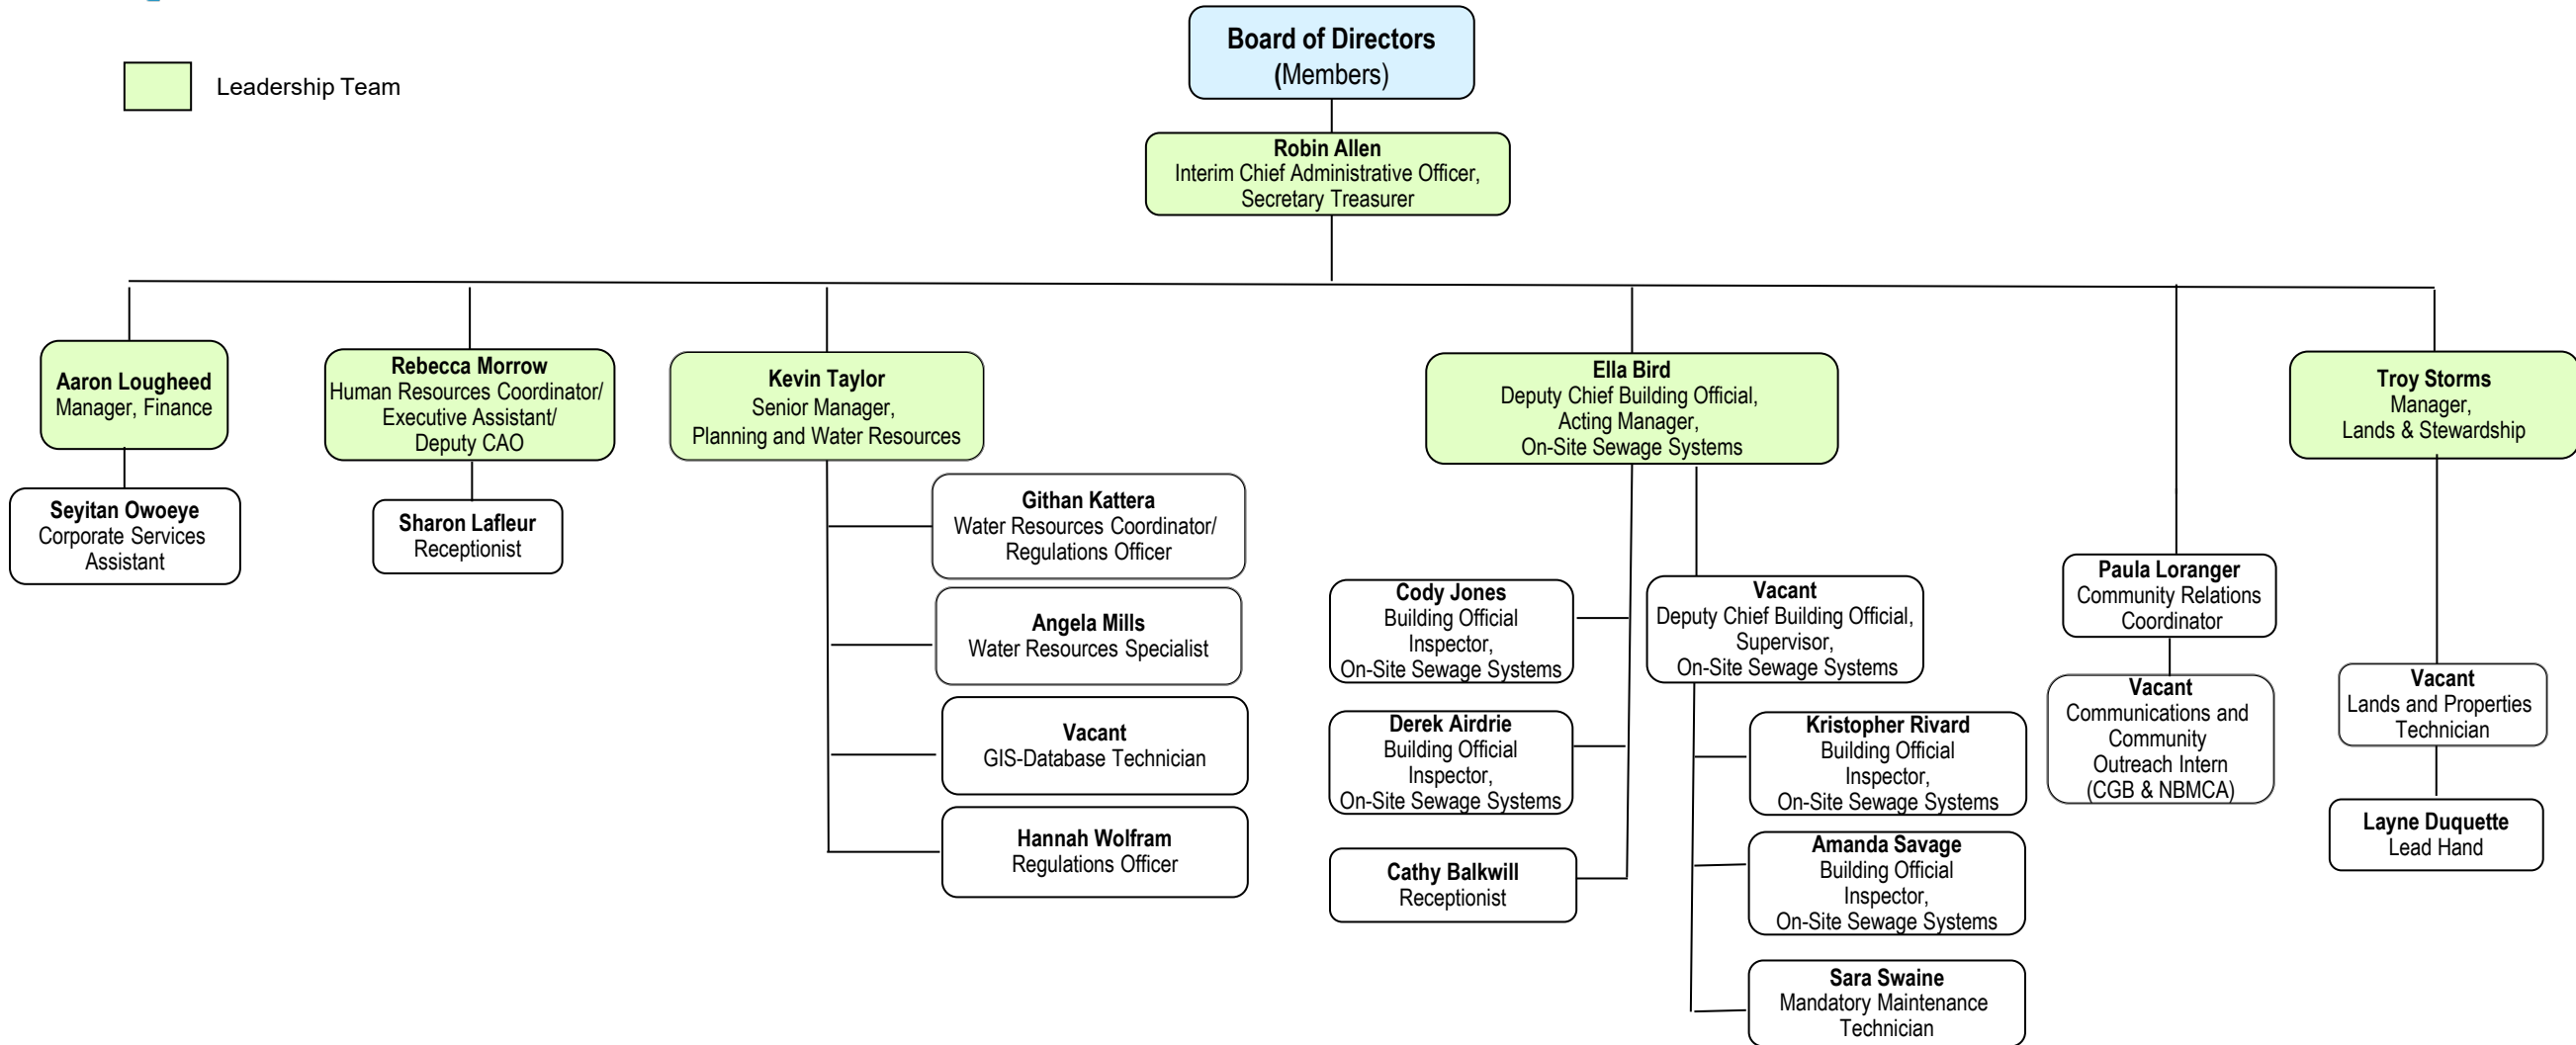 Board of Directors
(Members)
Leadership Team
Robin Allen
Interim Chief Administrative Officer,
Secretary Treasurer
Aaron Lougheed
Manager, Finance
Rebecca Morrow
Human Resources Coordinator/
Executive Assistant/
Deputy CAO
Kevin Taylor
Senior Manager,
Planning and Water Resources
Ella Bird
Deputy Chief Building Official,
Acting Manager,
On-Site Sewage Systems
Troy Storms
Manager,
Lands & Stewardship
Seyitan Owoeye
Corporate Services
Assistant
Sharon Lafleur
Receptionist
Githan Kattera
Water Resources Coordinator/
Regulations Officer
Angela Mills
Water Resources Specialist
Vacant
GIS-Database Technician
Hannah Wolfram
Regulations Officer
Cody Jones
Building Official
Inspector,
On-Site Sewage Systems
Derek Airdrie
Building Official
Inspector,
On-Site Sewage Systems
Cathy Balkwill
Receptionist
Vacant
Deputy Chief Building Official,
Supervisor,
On-Site Sewage Systems
Kristopher Rivard
Building Official
Inspector,
On-Site Sewage Systems
Amanda Savage
Building Official
Inspector,
On-Site Sewage Systems
Sara Swaine
Mandatory Maintenance
Technician
Paula Loranger
Community Relations
Coordinator
Vacant
Communications and
Community
Outreach Intern
(CGB & NBMCA)
Vacant
Lands and Properties
Technician
Layne Duquette
Lead Hand